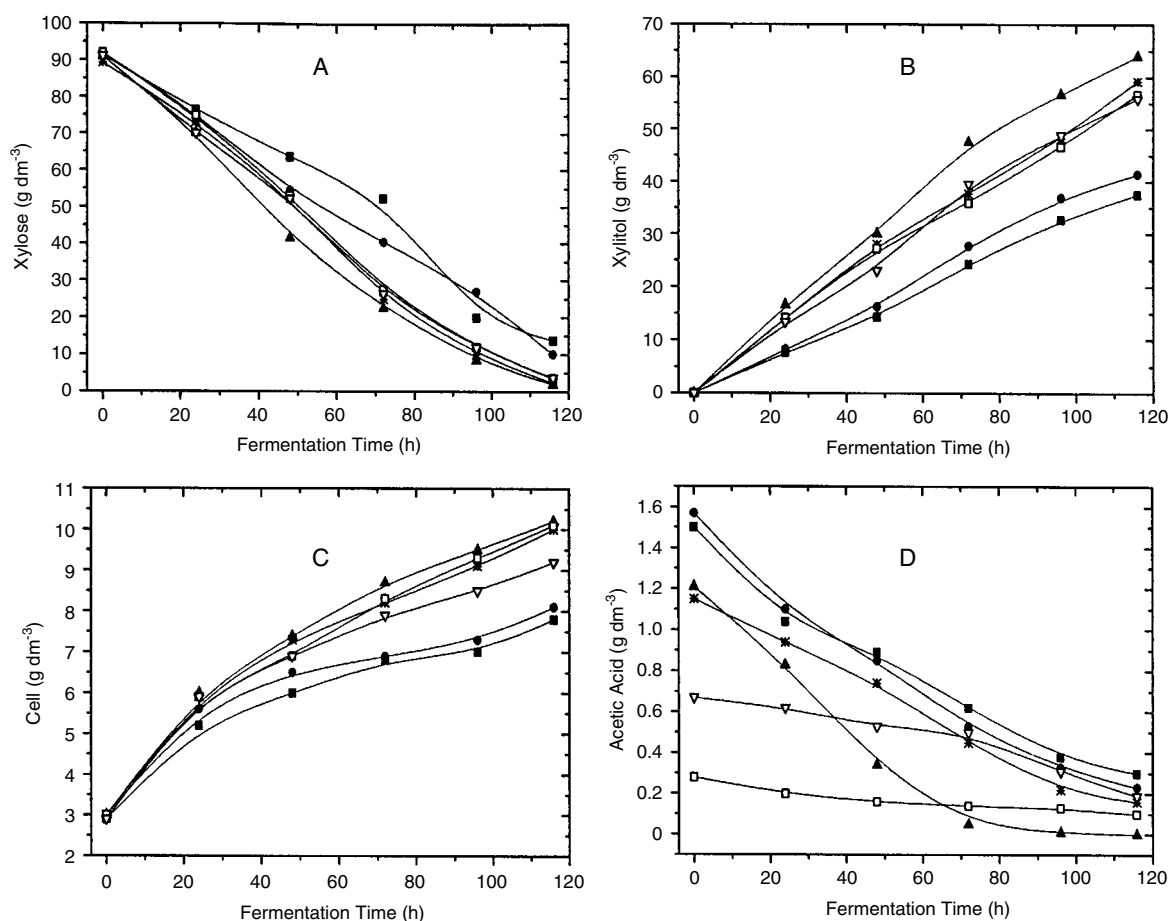 A
Xylose (g dm⁻³)
100
90
80
70
60
50
40
30
20
10
0
0 20 40 60 80 100 120
Fermentation Time (h)
B
Xylitol (g dm⁻³)
70
60
50
40
30
20
10
0
0 20 40 60 80 100 120
Fermentation Time (h)
C
Cell (g dm⁻³)
11
10
9
8
7
6
5
4
3
2
0 20 40 60 80 100 120
Fermentation Time (h)
D
Acetic Acid (g dm⁻³)
1.6
1.4
1.2
1.0
0.8
0.6
0.4
0.2
0
0 20 40 60 80 100 120
Fermentation Time (h)